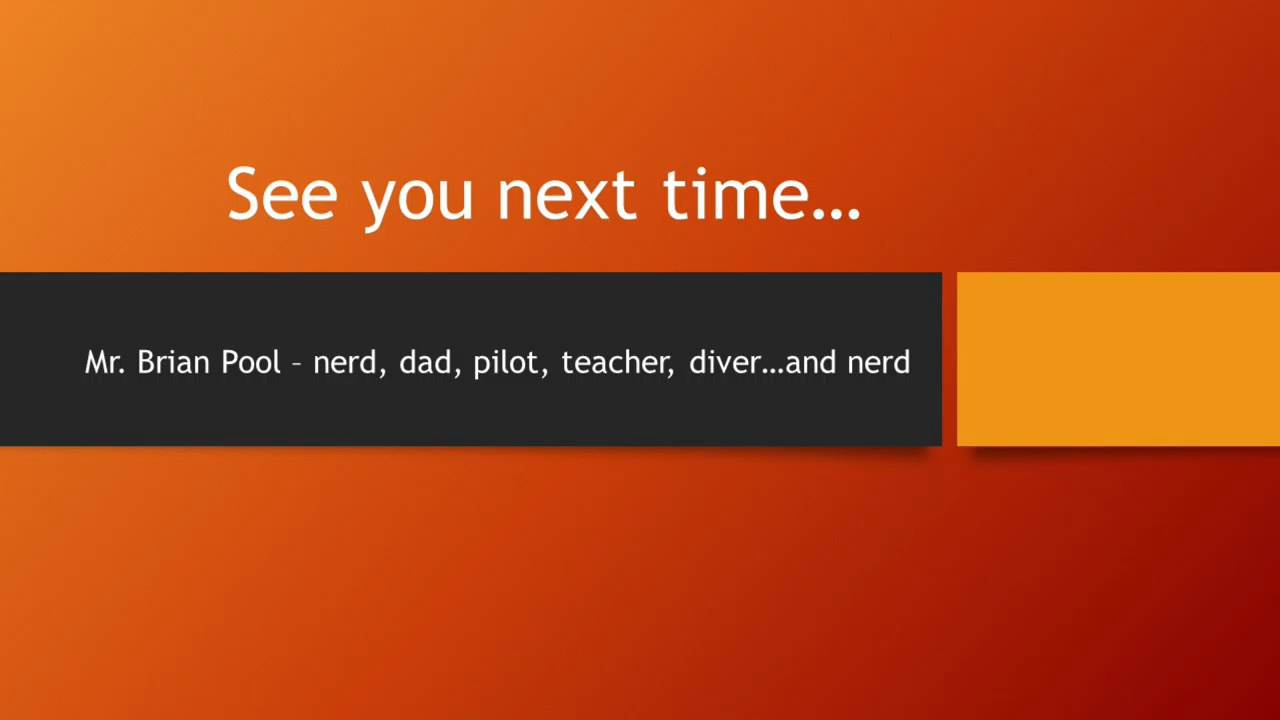 See you next time…
Mr. Brian Pool – nerd, dad, pilot, teacher, diver…and nerd